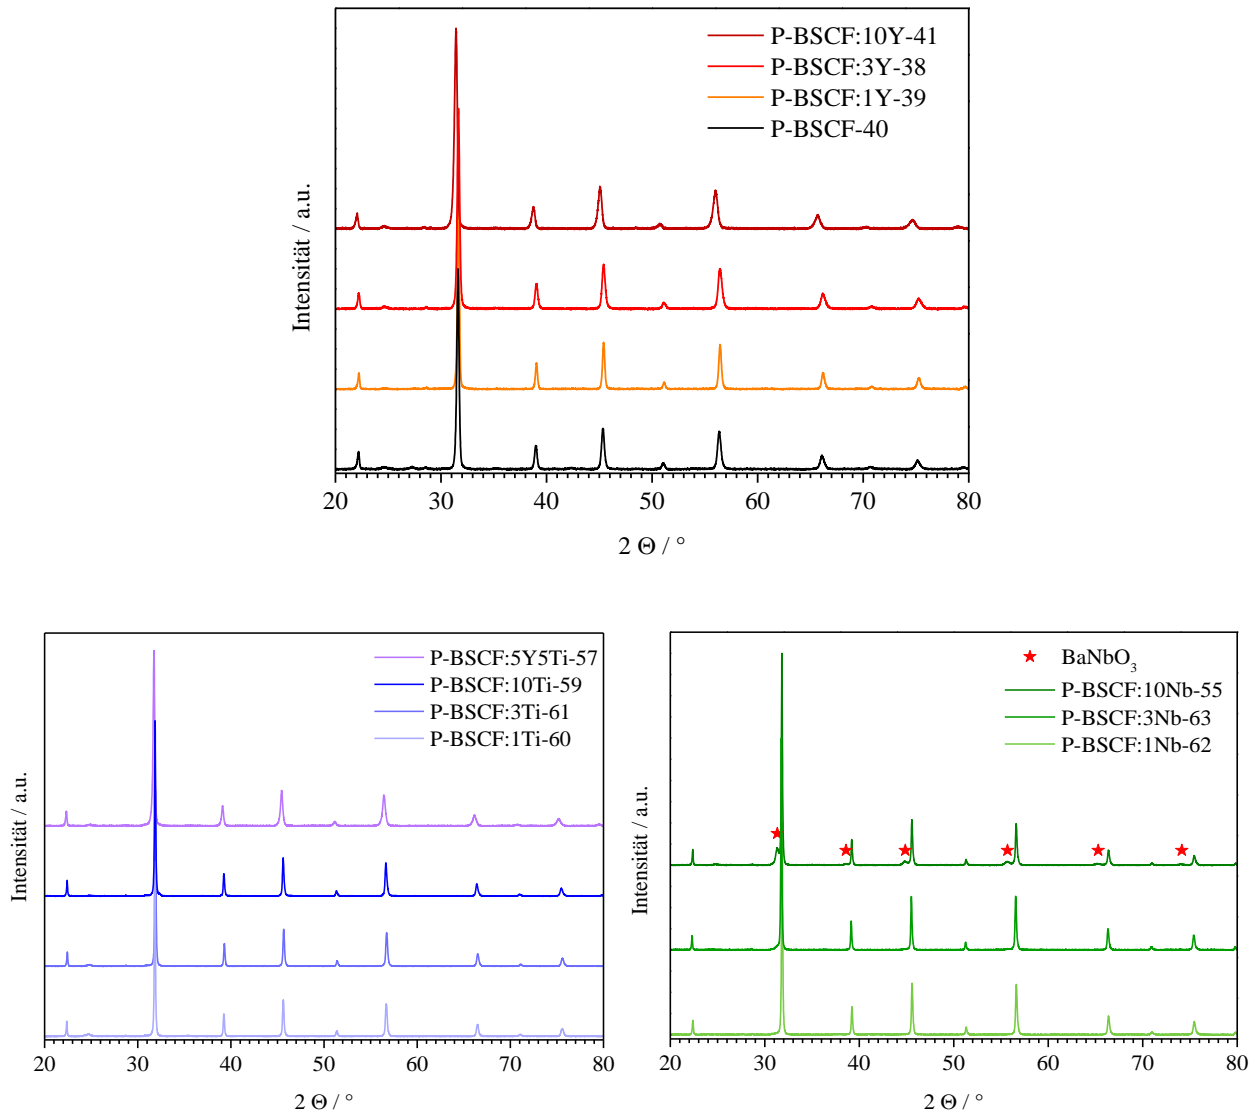 P-BSCF:10Y-41
P-BSCF:3Y-38
P-BSCF:1Y-39
P-BSCF-40
Intensität / a.u.
20 30 40 50 60 70 80
2 Θ / °
P-BSCF:5Y5Ti-57
P-BSCF:10Ti-59
P-BSCF:3Ti-61
P-BSCF:1Ti-60
Intensität / a.u.
20 30 40 50 60 70 80
2 Θ / °
BaNbO₃
P-BSCF:10Nb-55
P-BSCF:3Nb-63
P-BSCF:1Nb-62
Intensität / a.u.
20 30 40 50 60 70 80
2 Θ / °